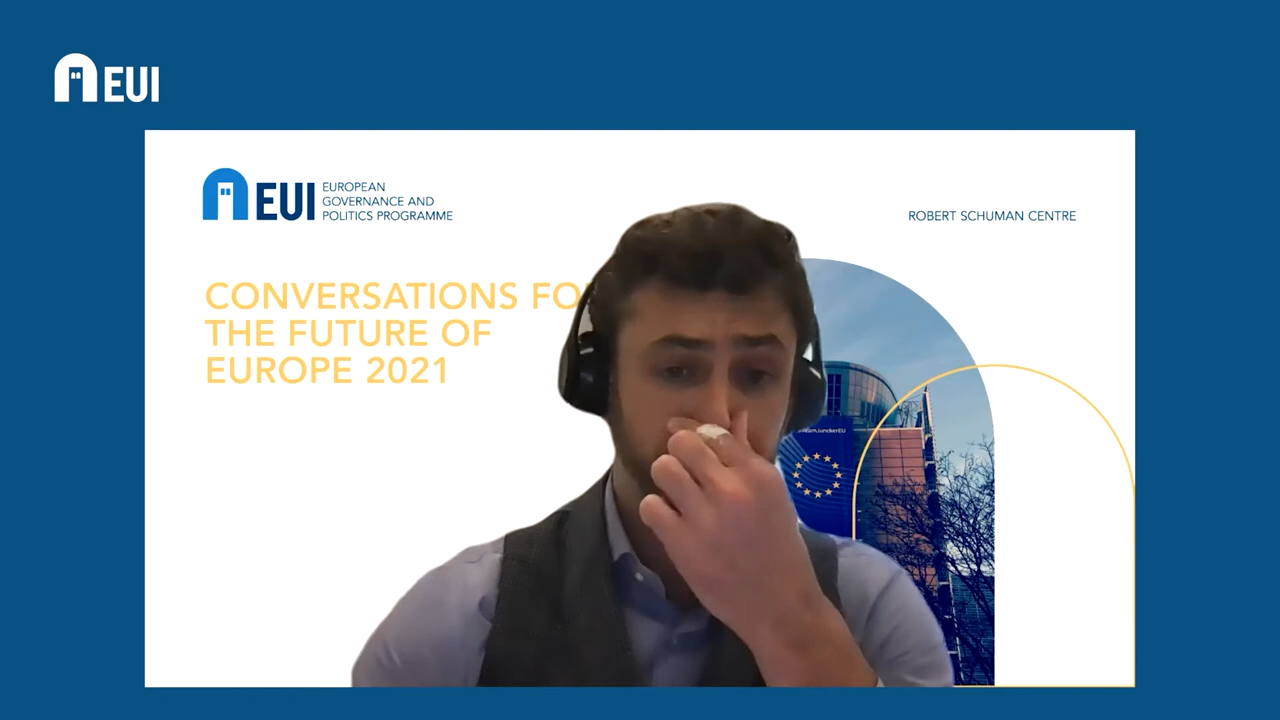 EUI
EUI
EUROPEAN
GOVERNANCE AND
POLITICS PROGRAMME
ROBERT SCHUMAN CENTRE
CONVERSATIONS FO
THE FUTURE OF
EUROPE 2021